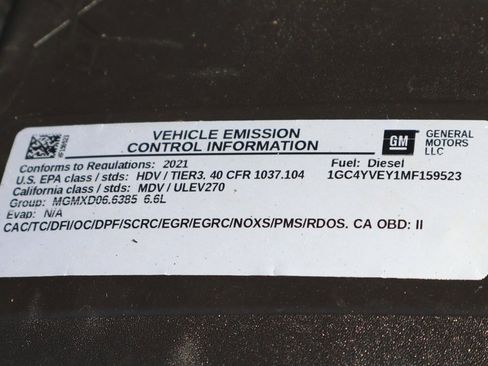 VEHICLE EMISSION
CONTROL INFORMATION
GM
GENERAL
MOTORS
LLC
Conforms to Regulations: 2021
Fuel: Diesel
U.S. EPA class / stds: HDV / TIER3, 40 CFR 1037.104
1GC4YVEY1MF159523
California class / stds: MDV / ULEV270
Group: MGMXD06.6385 6.6L
Evap: N/A
CAC/TC/DFI/OC/DPF/SCRC/EGR/EGRC/NOXS/PMS/RDOS. CA OBD: II